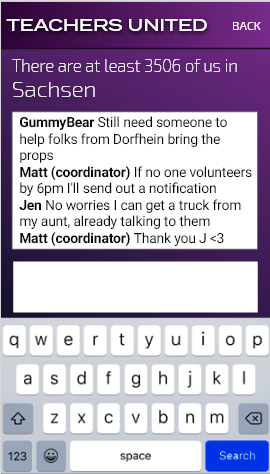 TEACHERS UNITED BACK
There are at least 3506 of us in
Sachsen
GummyBear Still need someone to
help folks from Dorfhein bring the
props
Matt (coordinator) If no one volunteers
by 6pm I'll send out a notification
Jen No worries I can get a truck from
my aunt, already talking to them
Matt (coordinator) Thank you J <3
q w e r t y u i o p
a s d f g h j k l
z x c v b n m
123 space Search